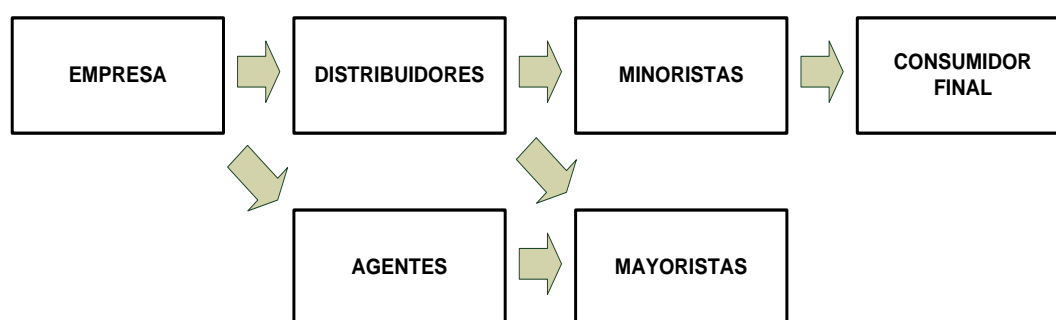 EMPRESA
DISTRIBUIDORES
MINORISTAS
CONSUMIDOR
FINAL
AGENTES
MAYORISTAS